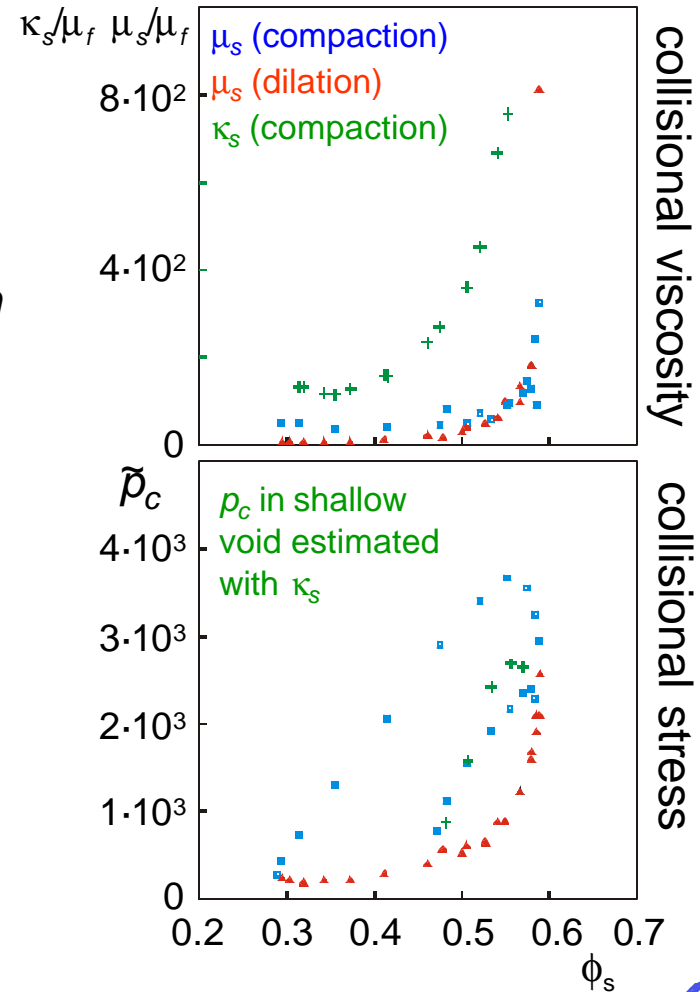 κs/μf μs/μf
μs (compaction)
μs (dilation)
κs (compaction)
8·10²
4·10²
0
collisional viscosity
p̃c
pc in shallow
void estimated
with κs
4·10³
3·10³
2·10³
1·10³
0
collisional stress
0.2 0.3 0.4 0.5 0.6 0.7
ϕs